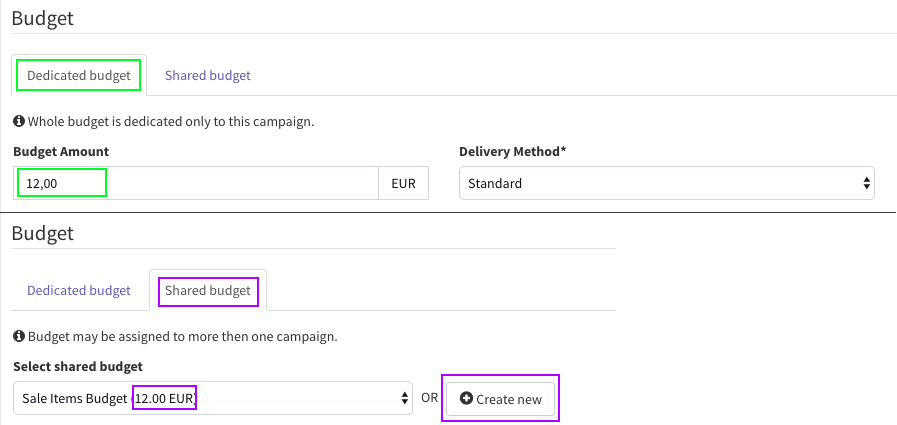 Budget
Dedicated budget Shared budget
Whole budget is dedicated only to this campaign.
Budget Amount Delivery Method*
12,00 EUR Standard
Budget
Dedicated budget Shared budget
Budget may be assigned to more then one campaign.
Select shared budget
Sale Items Budget (12.00 EUR) OR Create new